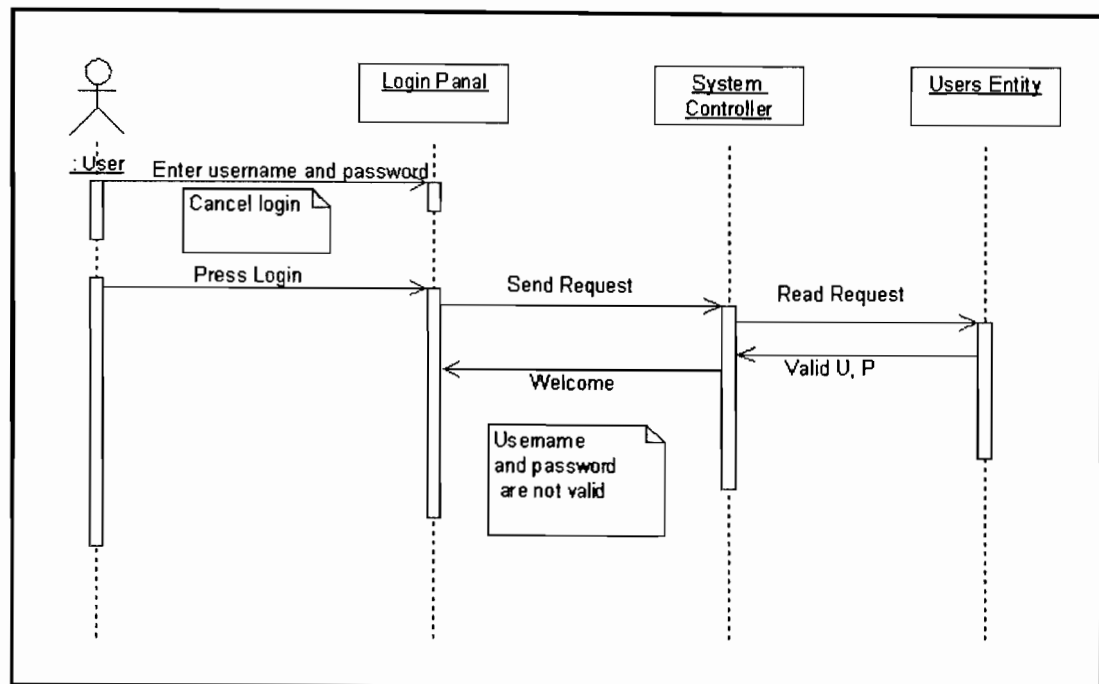 Login Panal
System
Controller
Users Entity
: User
Enter username and password
Cancel login
Press Login
Send Request
Read Request
Valid U, P
Welcome
Username
and password
are not valid